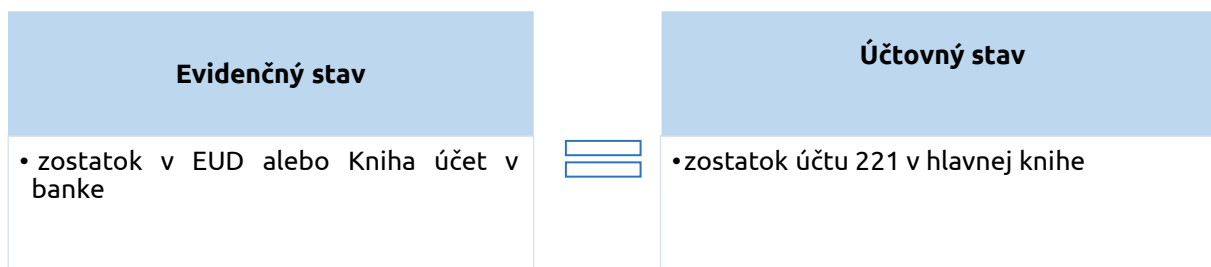 Evidenčný stav
• zostatok v EUD alebo Kniha účet v
banke
Účtovný stav
•zostatok účtu 221 v hlavnej knihe